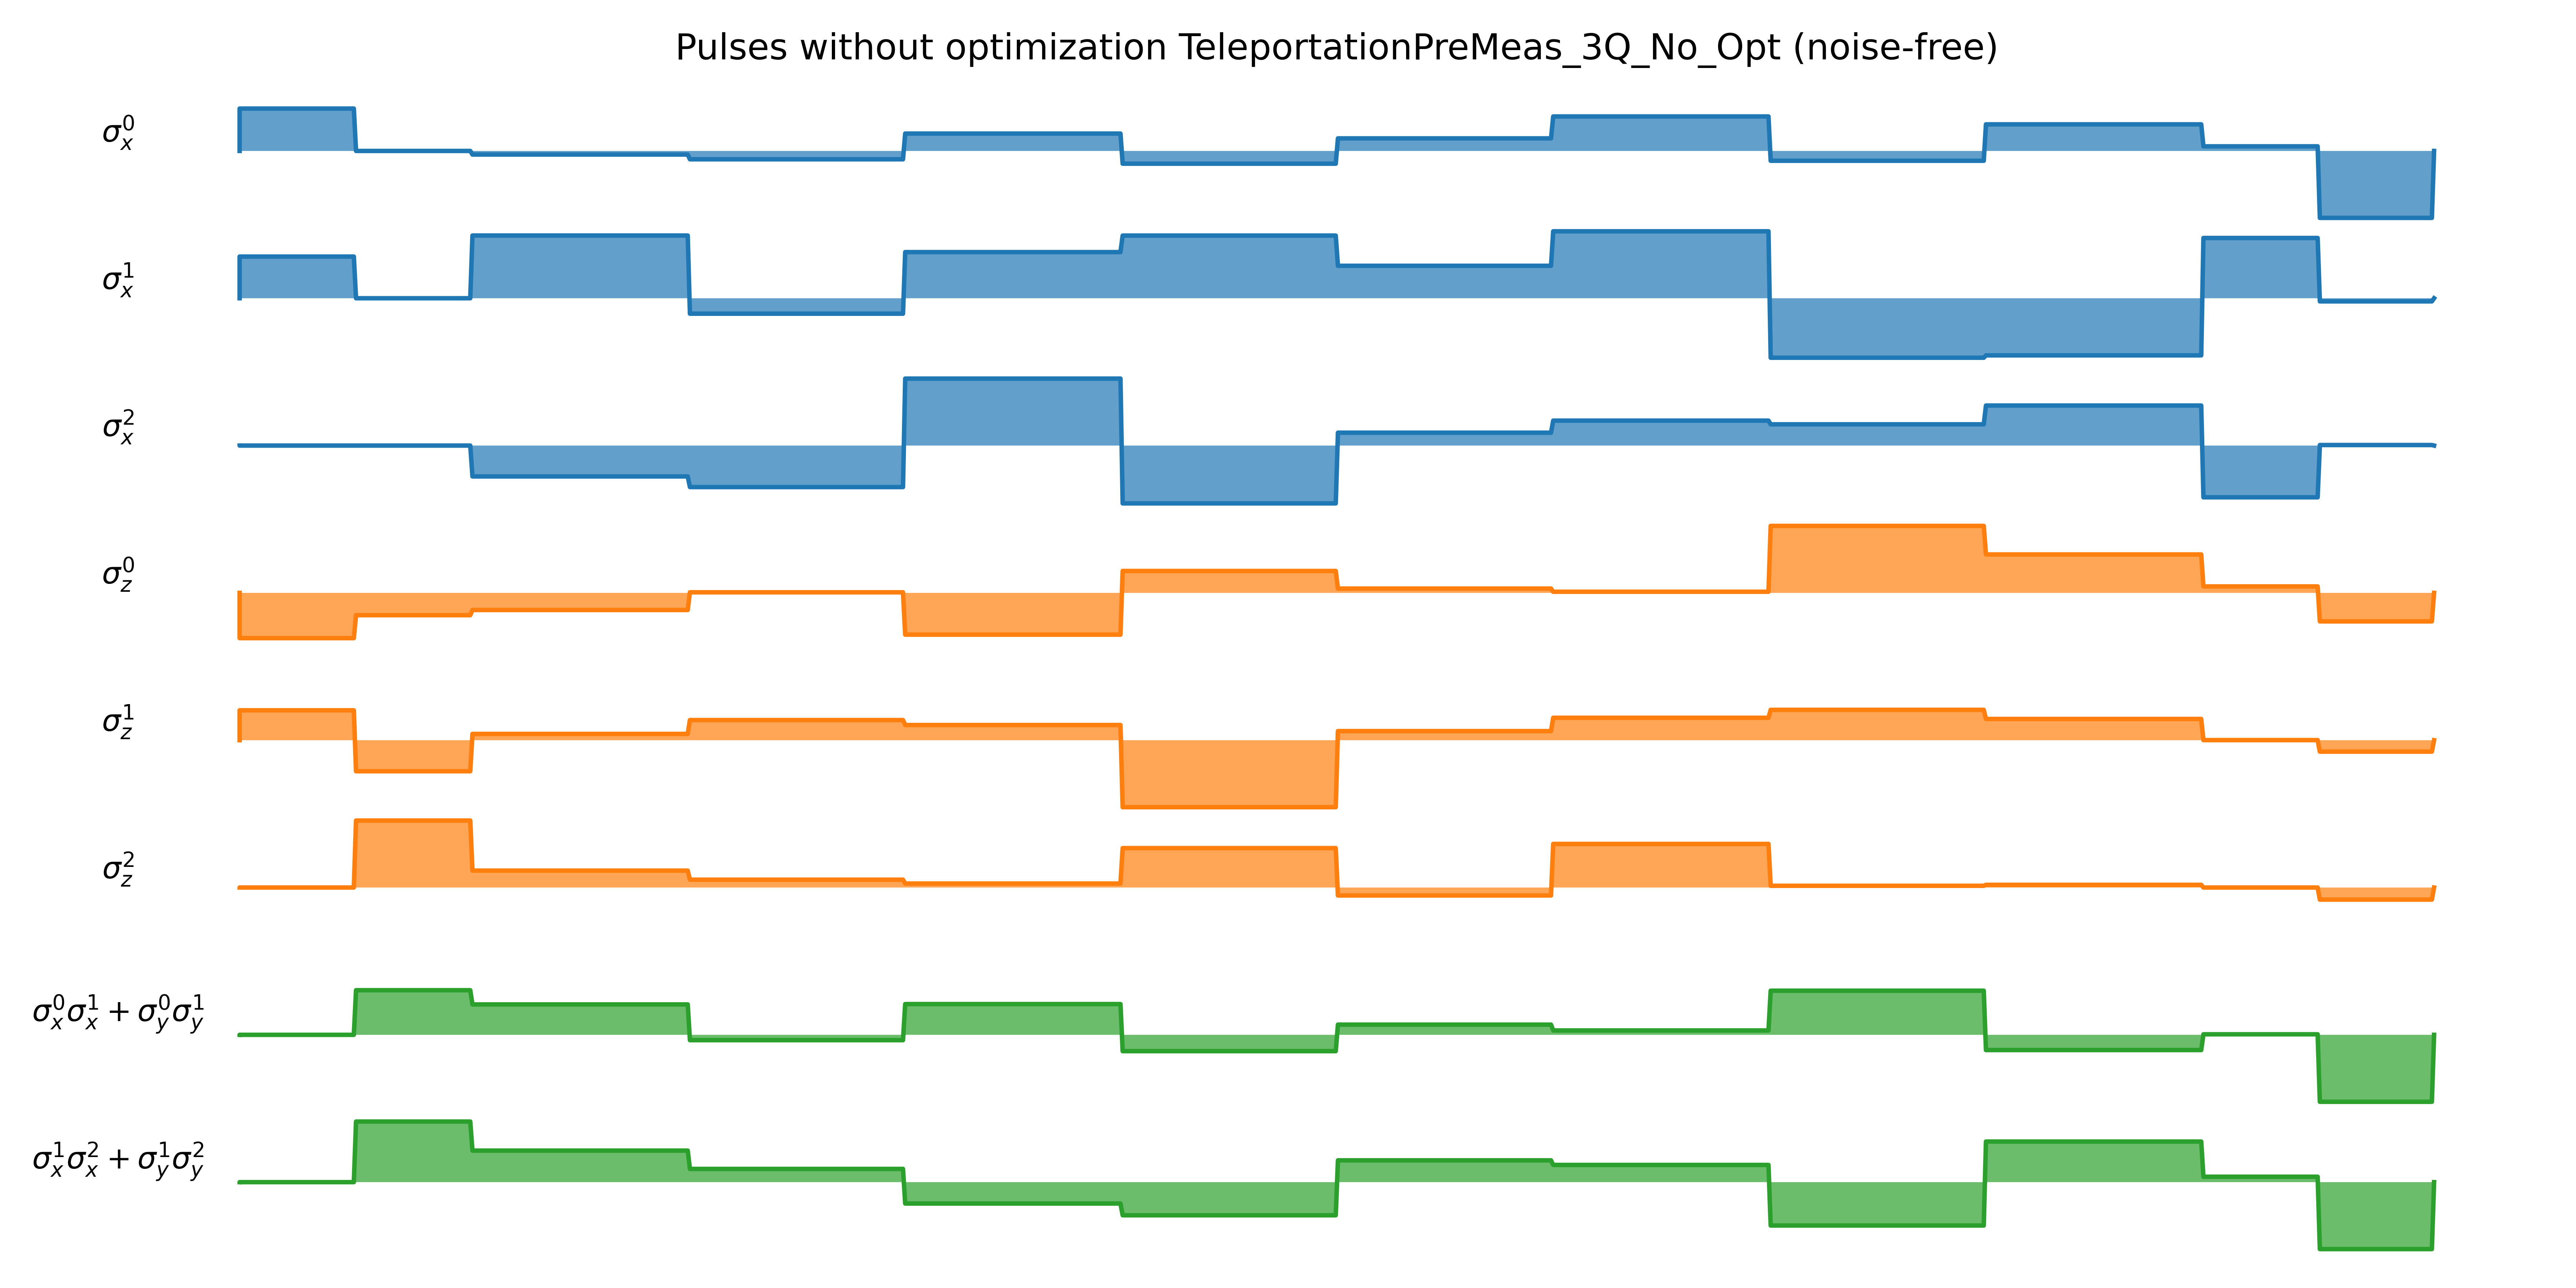 Pulses without optimization TeleportationPreMeas_3Q_No_Opt (noise-free)
σ_x^0
σ_x^1
σ_x^2
σ_z^0
σ_z^1
σ_z^2
σ_x^0σ_x^1 + σ_y^0σ_y^1
σ_x^1σ_x^2 + σ_y^1σ_y^2